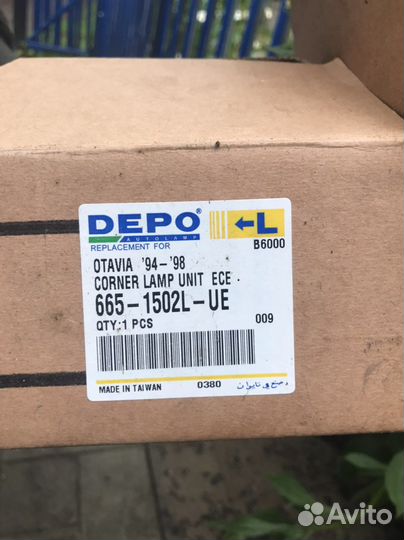 DEPO®
AUTOLAMP
REPLACEMENT FOR
←L
B6000
OTAVIA '94-'98
CORNER LAMP UNIT ECE
665-1502L-UE
QTY:1 PCS
009
MADE IN TAIWAN
0380
صنع في تايوان
Avito